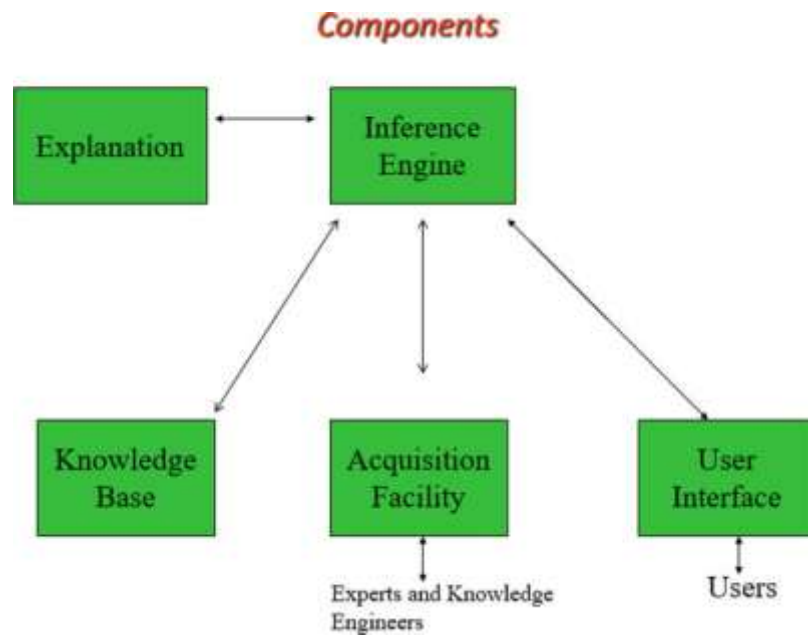 Components
Explanation
Inference
Engine
Knowledge
Base
Acquisition
Facility
User
Interface
Experts and Knowledge
Engineers
Users